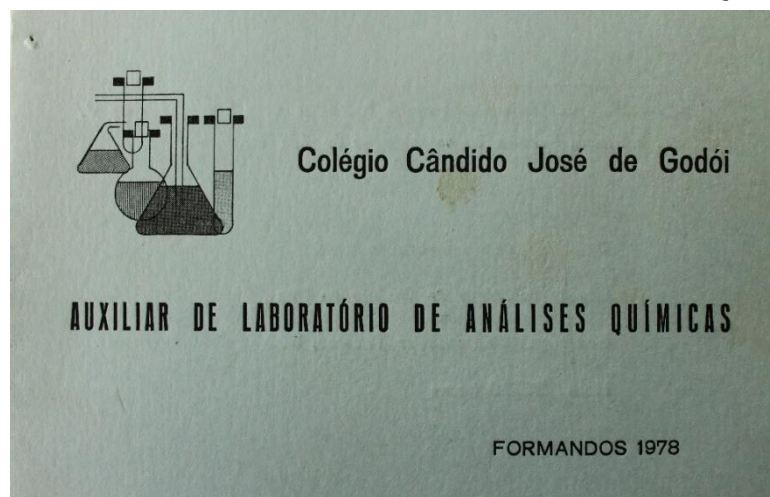 Colégio Cândido José de Godói
AUXILIAR DE LABORATÓRIO DE ANÁLISES QUÍMICAS
FORMANDOS 1978